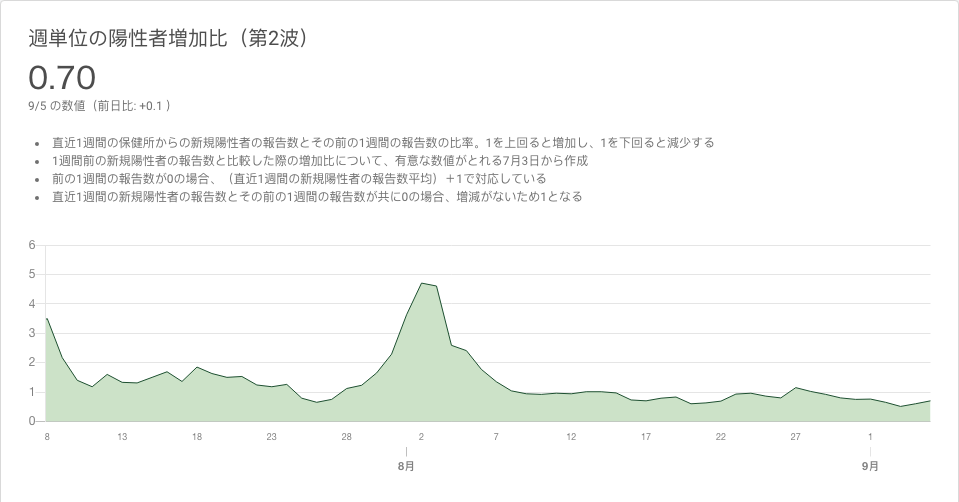 週単位の陽性者増加比（第2波）
0.70
9/5 の数値（前日比: +0.1 ）
• 直近1週間の保健所からの新規陽性者の報告数とその前の1週間の報告数の比率。1を上回ると増加し、1を下回ると減少する
• 1週間前の新規陽性者の報告数と比較した際の増加比について、有意な数値がとれる7月3日から作成
• 前の1週間の報告数が0の場合、（直近1週間の新規陽性者の報告数平均）＋1で対応している
• 直近1週間の新規陽性者の報告数とその前の1週間の報告数が共に0の場合、増減がないため1となる
6
5
4
3
2
1
0
8 13 18 23 28 2 7 12 17 22 27 1
8月 9月